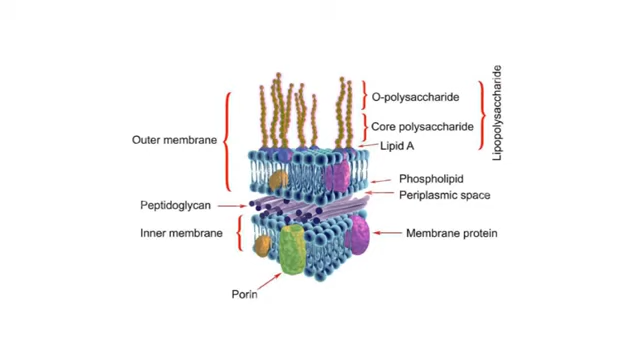 O-polysaccharide
Core polysaccharide
Lipopolysaccharide
Outer membrane
Lipid A
Phospholipid
Periplasmic space
Peptidoglycan
Inner membrane
Membrane protein
Porin